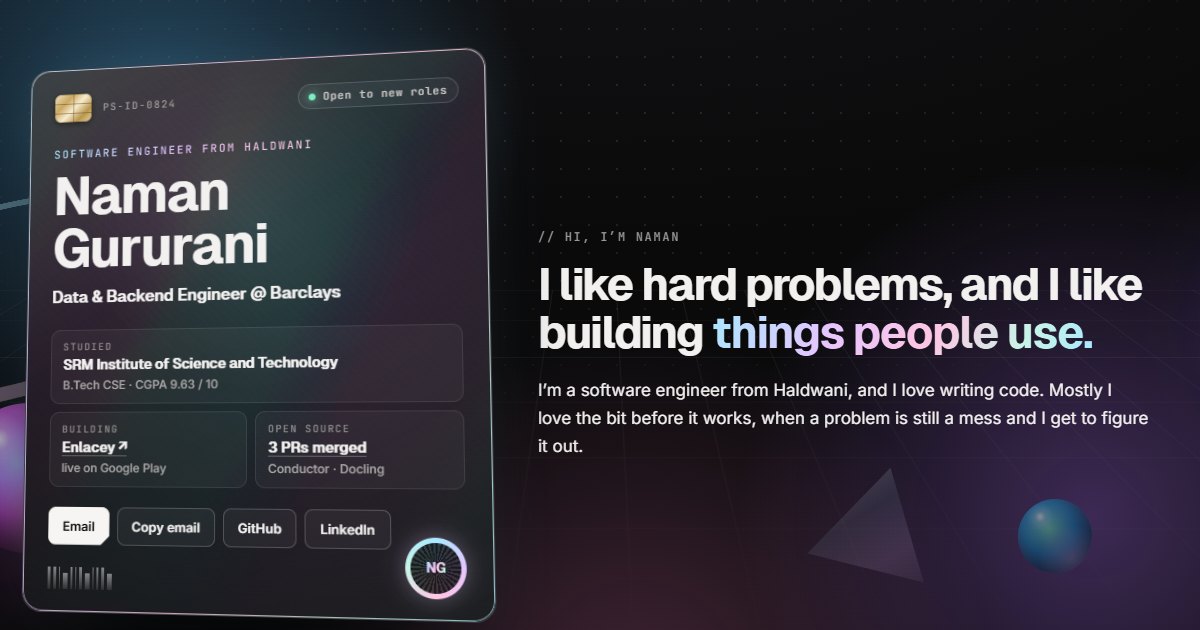 PS-ID-0824
Open to new roles
SOFTWARE ENGINEER FROM HALDWANI
Naman
Gururani
Data & Backend Engineer @ Barclays
STUDIED
SRM Institute of Science and Technology
B.Tech CSE · CGPA 9.63 / 10
BUILDING
Enlacey ↗
live on Google Play
OPEN SOURCE
3 PRs merged
Conductor · Docling
Email
Copy email
GitHub
LinkedIn
NG
// HI, I’M NAMAN
I like hard problems, and I like
building things people use.
I’m a software engineer from Haldwani, and I love writing code. Mostly I
love the bit before it works, when a problem is still a mess and I get to figure
it out.